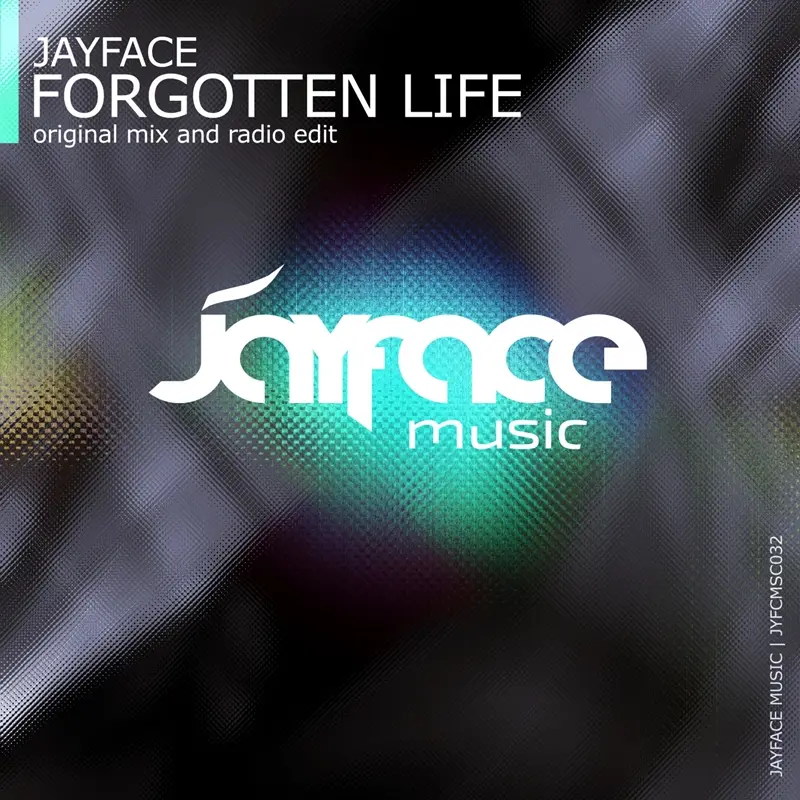 JAYFACE
FORGOTTEN LIFE
original mix and radio edit
jayface
music
JAYFACE MUSIC | JYFCMSC032